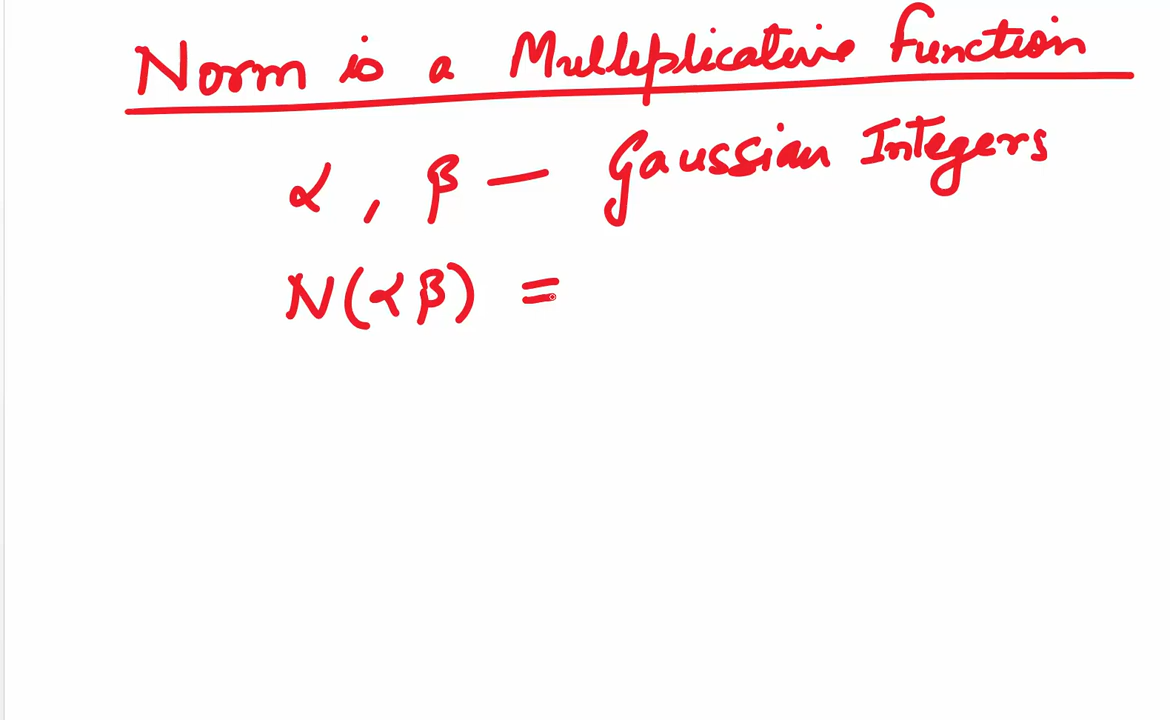 Norm is a Multiplicative function
α, β — Gaussian Integers
N(αβ) =